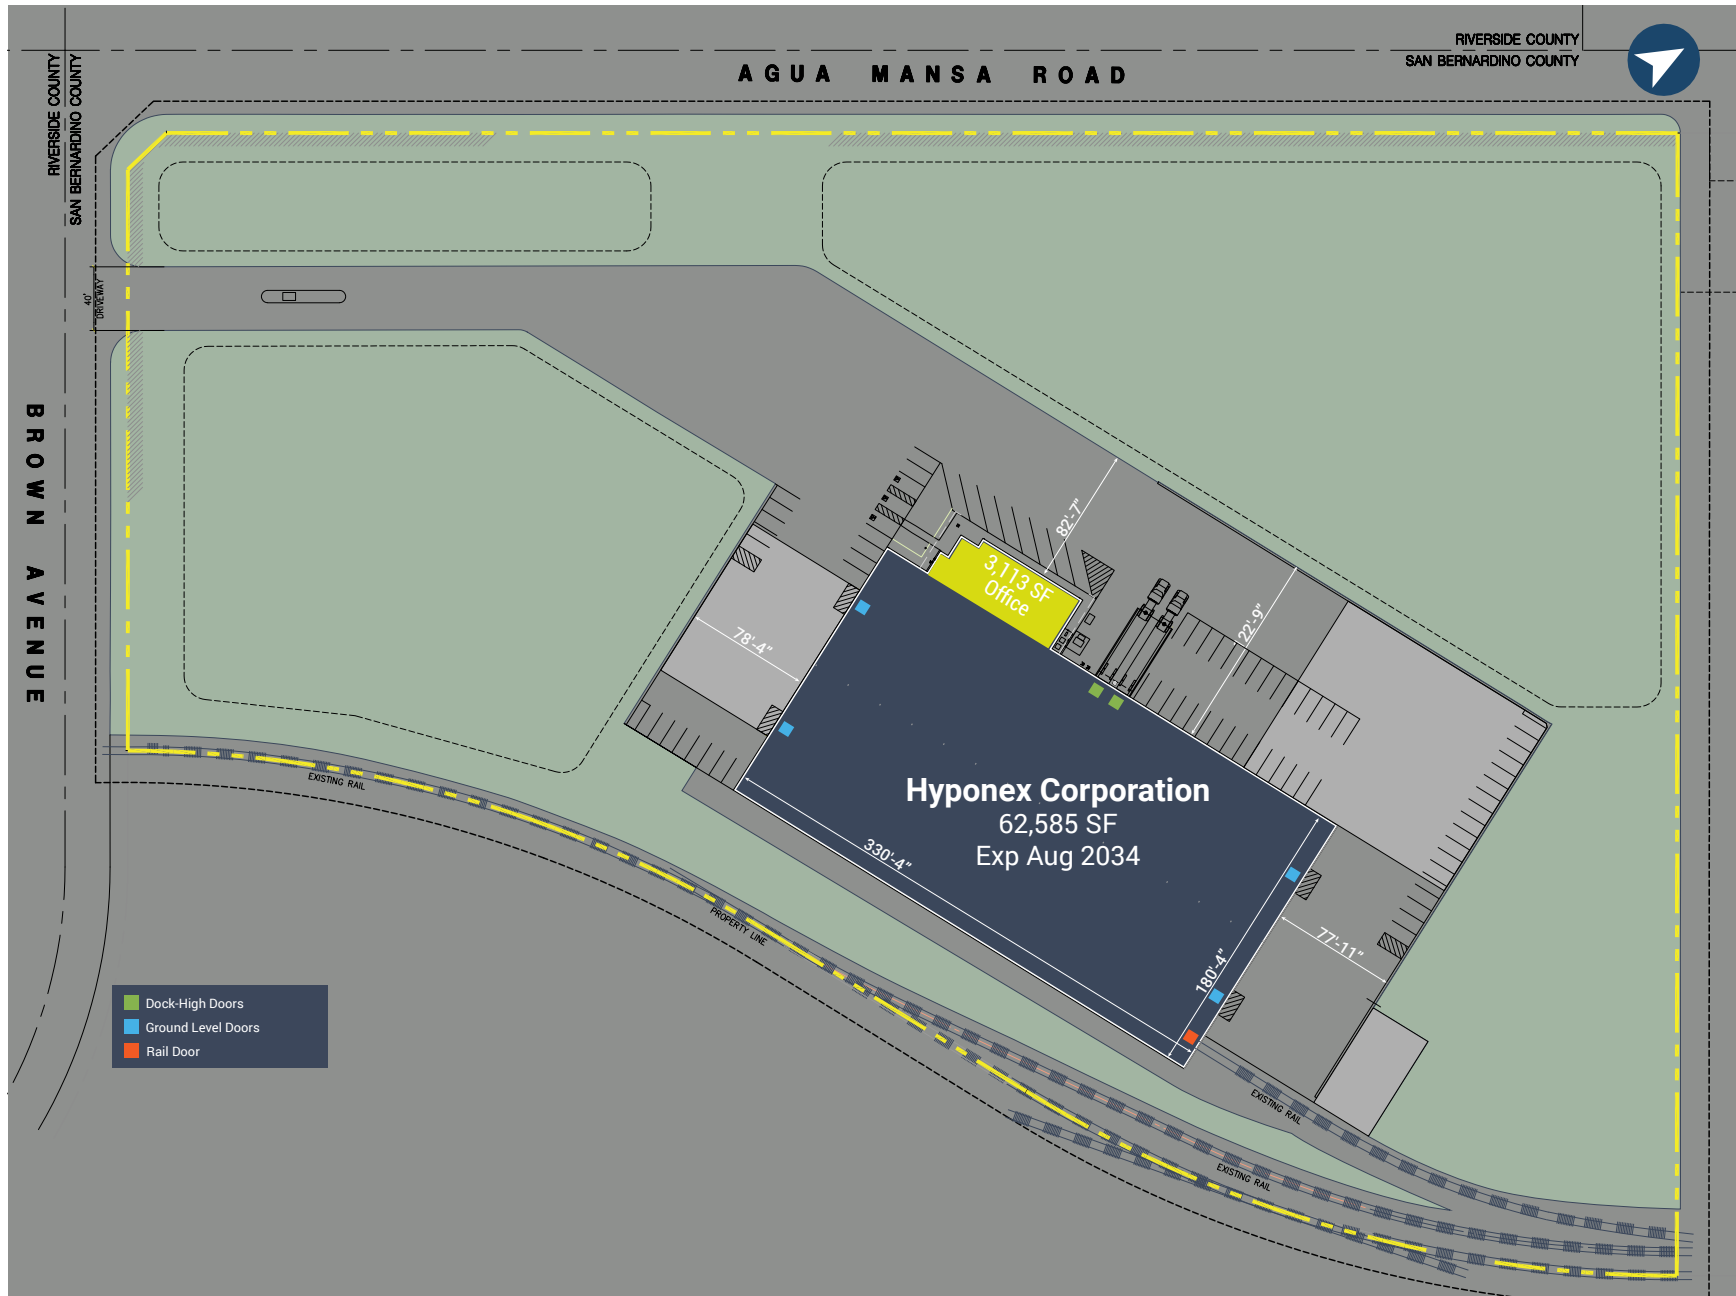 RIVERSIDE COUNTY
SAN BERNARDINO COUNTY
AGUA MANSA ROAD
RIVERSIDE COUNTY
SAN BERNARDINO COUNTY
40'
DRIVEWAY
BROWN AVENUE
82'-7"
3,113 SF
Office
22'-9"
78'-4"
Hyponex Corporation
62,585 SF
Exp Aug 2034
330'-4"
180'-4"
77'-11"
EXISTING RAIL
PROPERTY LINE
EXISTING RAIL
EXISTING RAIL
Dock-High Doors
Ground Level Doors
Rail Door